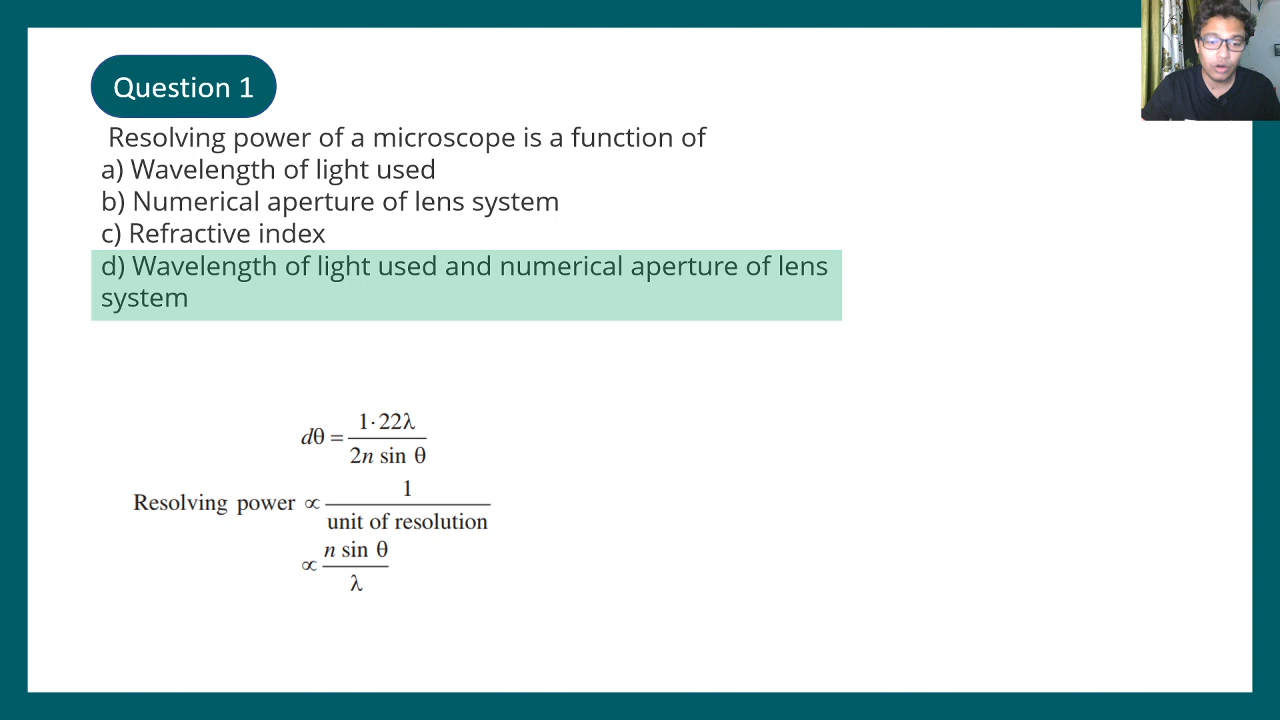 Question 1
Resolving power of a microscope is a function of
a) Wavelength of light used
b) Numerical aperture of lens system
c) Refractive index
d) Wavelength of light used and numerical aperture of lens
system
dθ = 1·22λ / 2n sin θ
Resolving power ∝ 1 / unit of resolution
∝ n sin θ / λ